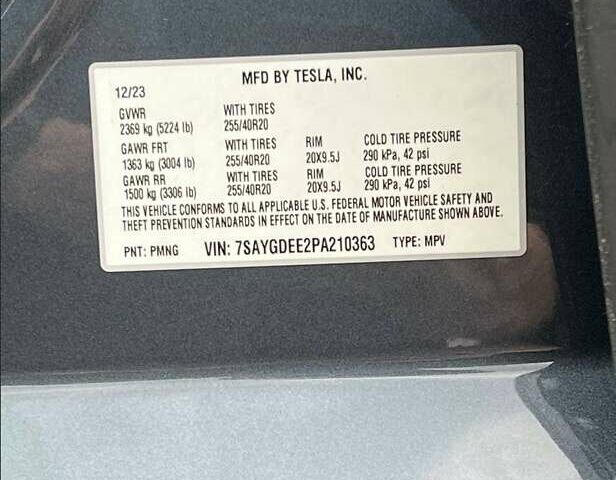 MFD BY TESLA, INC.
12/23
GVWR WITH TIRES
2369 kg (5224 lb) 255/40R20
GAWR FRT WITH TIRES RIM COLD TIRE PRESSURE
1363 kg (3004 lb) 255/40R20 20X9.5J 290 kPa, 42 psi
GAWR RR WITH TIRES RIM COLD TIRE PRESSURE
1500 kg (3306 lb) 255/40R20 20X9.5J 290 kPa, 42 psi
THIS VEHICLE CONFORMS TO ALL APPLICABLE U.S. FEDERAL MOTOR VEHICLE SAFETY AND
THEFT PREVENTION STANDARDS IN EFFECT ON THE DATE OF MANUFACTURE SHOWN ABOVE.
PNT: PMNG VIN: 7SAYGDEE2PA210363 TYPE: MPV